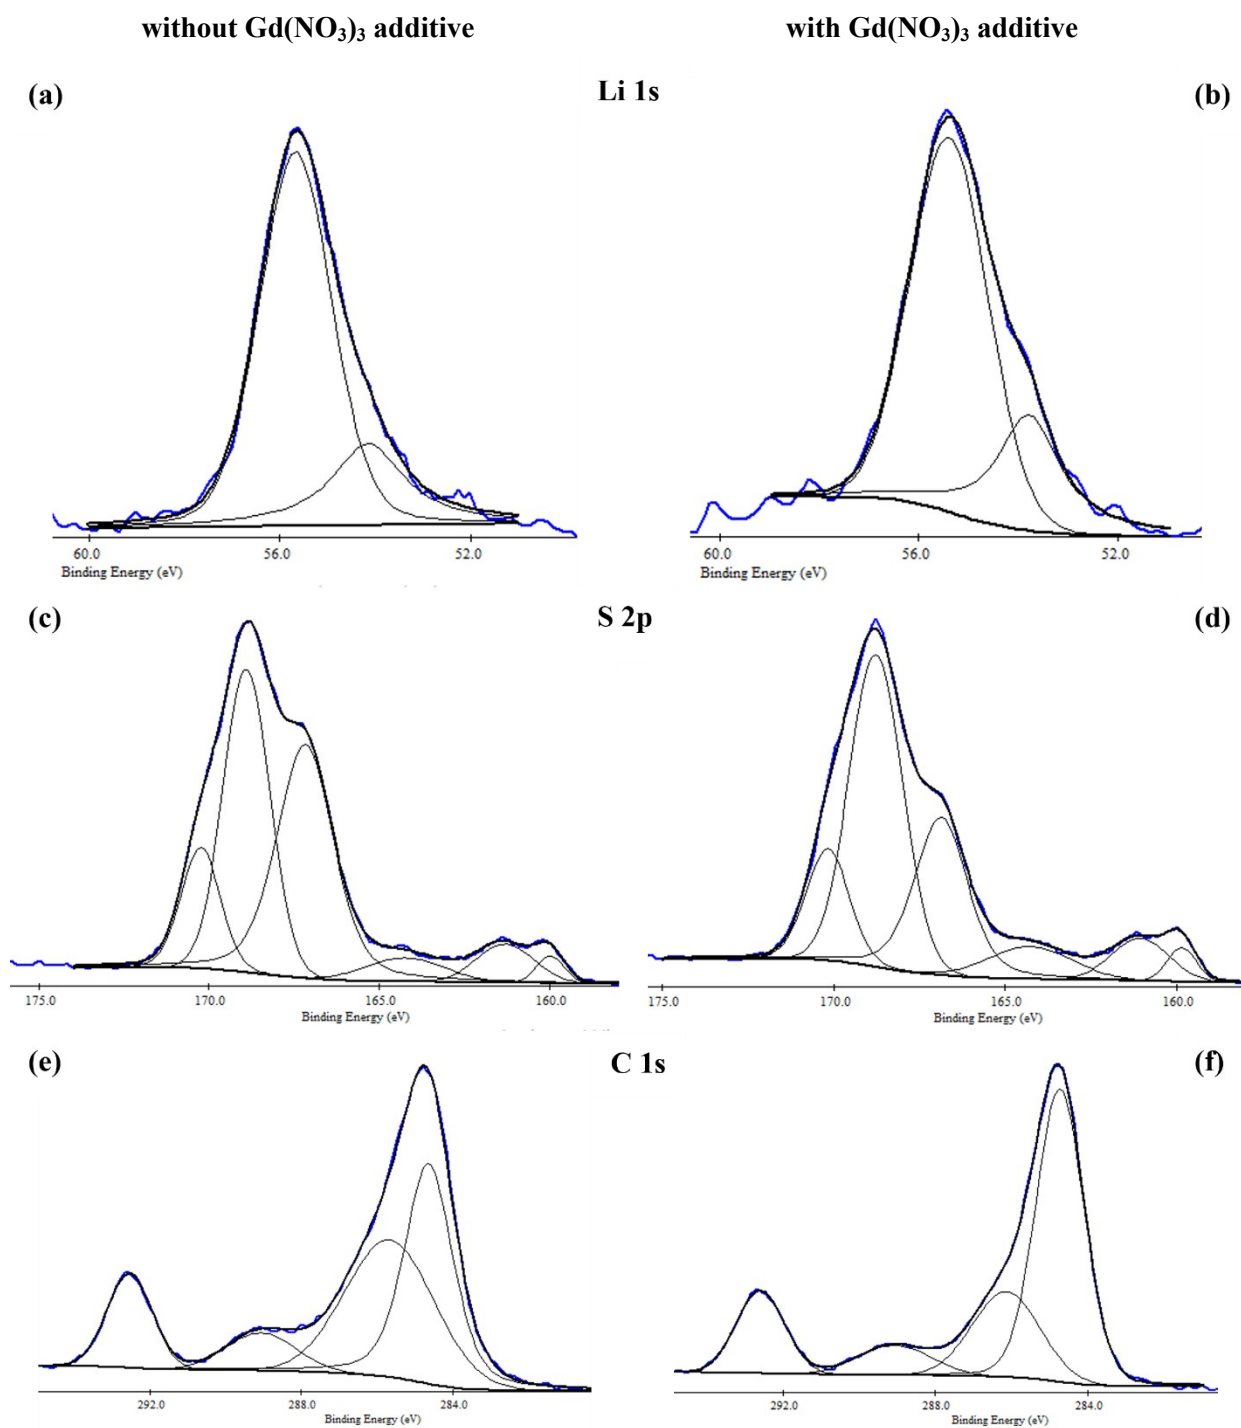 without Gd(NO₃)₃ additive
with Gd(NO₃)₃ additive
(a)
Li 1s
(b)
60.0
56.0
52.0
Binding Energy (eV)
60.0
56.0
52.0
Binding Energy (eV)
(c)
S 2p
(d)
175.0
170.0
165.0
160.0
Binding Energy (eV)
175.0
170.0
165.0
160.0
Binding Energy (eV)
(e)
C 1s
(f)
292.0
288.0
284.0
Binding Energy (eV)
292.0
288.0
284.0
Binding Energy (eV)